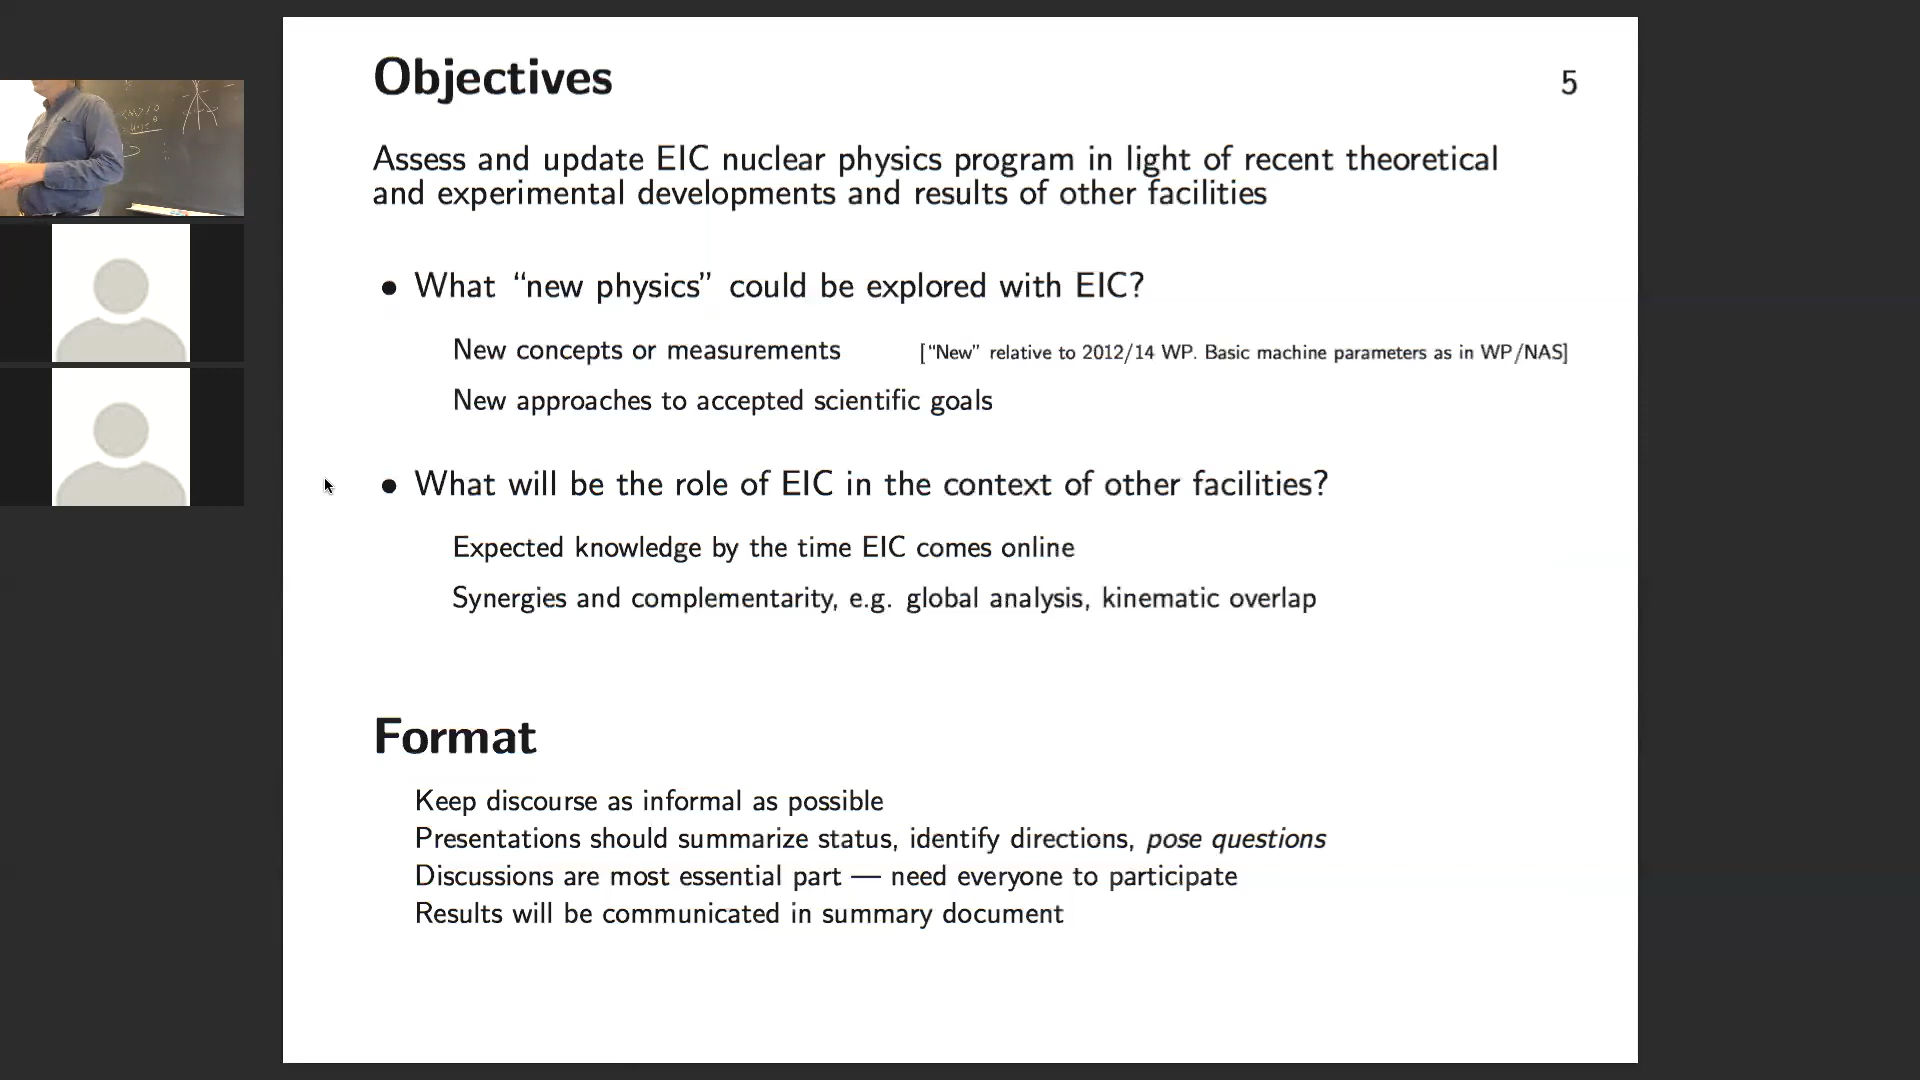 Objectives
5
Assess and update EIC nuclear physics program in light of recent theoretical
and experimental developments and results of other facilities
• What “new physics” could be explored with EIC?
New concepts or measurements [“New” relative to 2012/14 WP. Basic machine parameters as in WP/NAS]
New approaches to accepted scientific goals
• What will be the role of EIC in the context of other facilities?
Expected knowledge by the time EIC comes online
Synergies and complementarity, e.g. global analysis, kinematic overlap
Format
Keep discourse as informal as possible
Presentations should summarize status, identify directions, pose questions
Discussions are most essential part — need everyone to participate
Results will be communicated in summary document